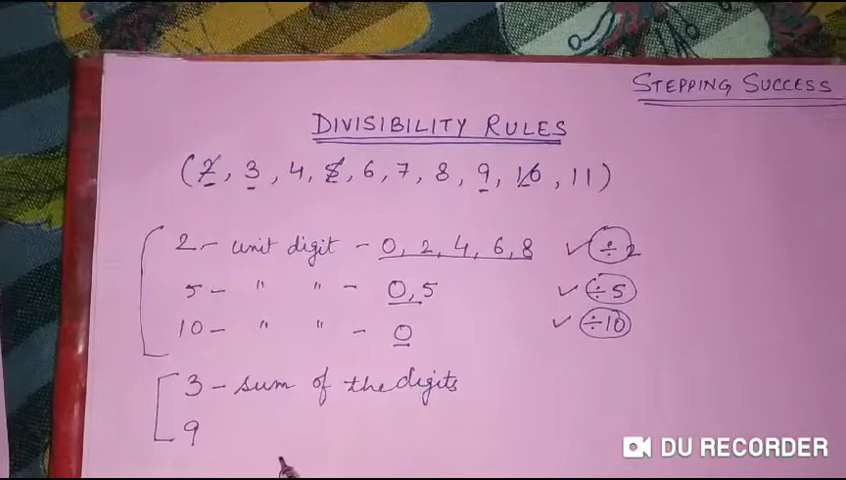 STEPPING SUCCESS
DIVISIBILITY RULES
(2, 3, 4, 5, 6, 7, 8, 9, 10, 11)
2 - unit digit - 0, 2, 4, 6, 8 ✓ ÷2
5 - " " - 0, 5 ✓ ÷5
10 - " " - 0 ✓ ÷10
3 - sum of the digits
9
DU RECORDER